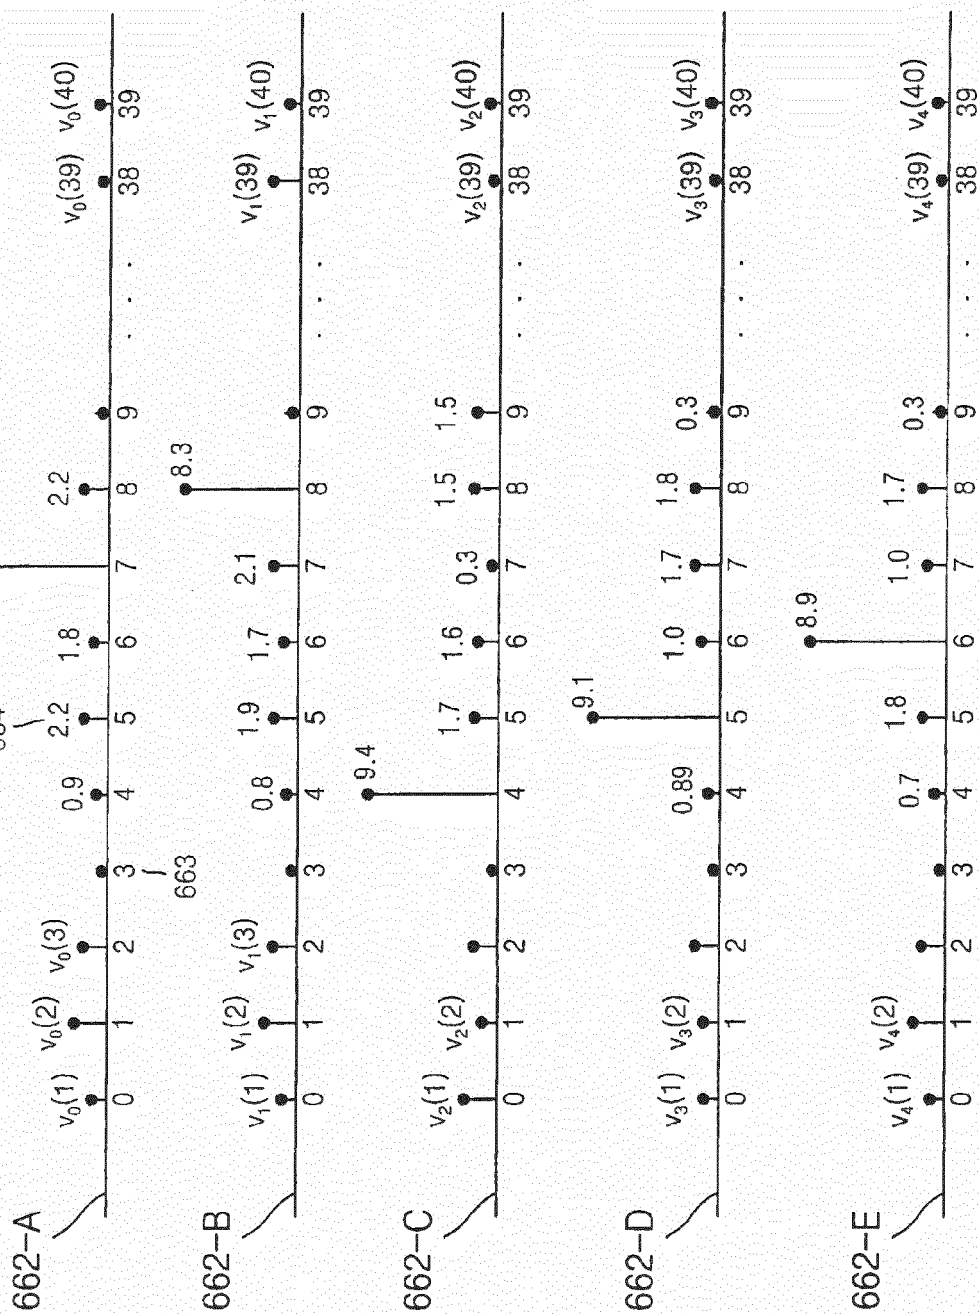 662–A
v₀(1) v₀(2) v₀(3) 0.9 2.2 1.8 2.2 v₀(39) v₀(40)
0 1 2 3 4 5 6 7 8 9 . . . 38 39
663
662–B
v₁(1) v₁(2) v₁(3) 0.8 1.9 1.7 2.1 8.3 v₁(39) v₁(40)
0 1 2 3 4 5 6 7 8 9 . . . 38 39
662–C
v₂(1) v₂(2) 9.4 1.7 1.6 0.3 1.5 1.5 v₂(39) v₂(40)
0 1 2 3 4 5 6 7 8 9 . . . 38 39
662–D
v₃(1) v₃(2) 0.89 9.1 1.0 1.7 1.8 0.3 v₃(39) v₃(40)
0 1 2 3 4 5 6 7 8 9 . . . 38 39
662–E
v₄(1) v₄(2) 0.7 1.8 8.9 1.0 1.7 0.3 v₄(39) v₄(40)
0 1 2 3 4 5 6 7 8 9 . . . 38 39